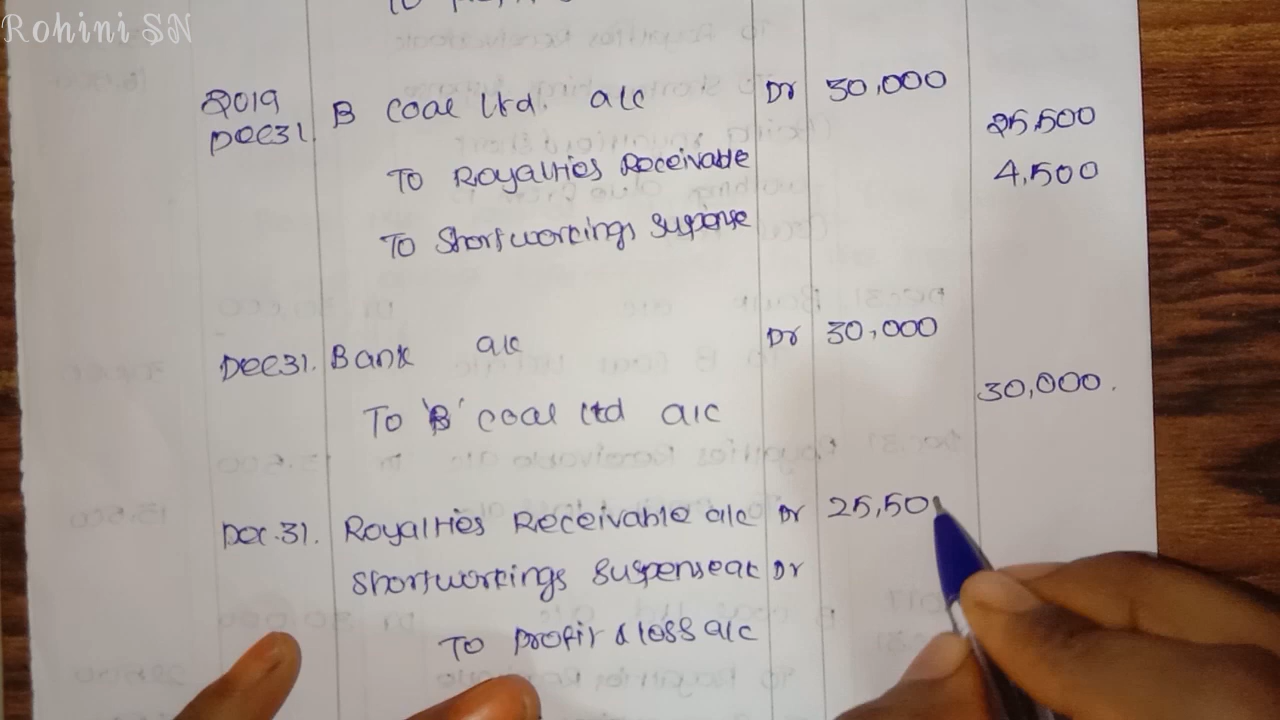 Rohini SN
2019 B Coal Ltd. a/c Dr 30,000
Dec31. 25,500
To Royalties Receivable 4,500
To Shortworkings Suspense
Dec31. Bank a/c Dr 30,000
To 'B' coal Ltd a/c 30,000.
Dec.31. Royalties Receivable a/c Dr 25,50
Shortworkings Suspense a/c Dr
To profit & loss a/c